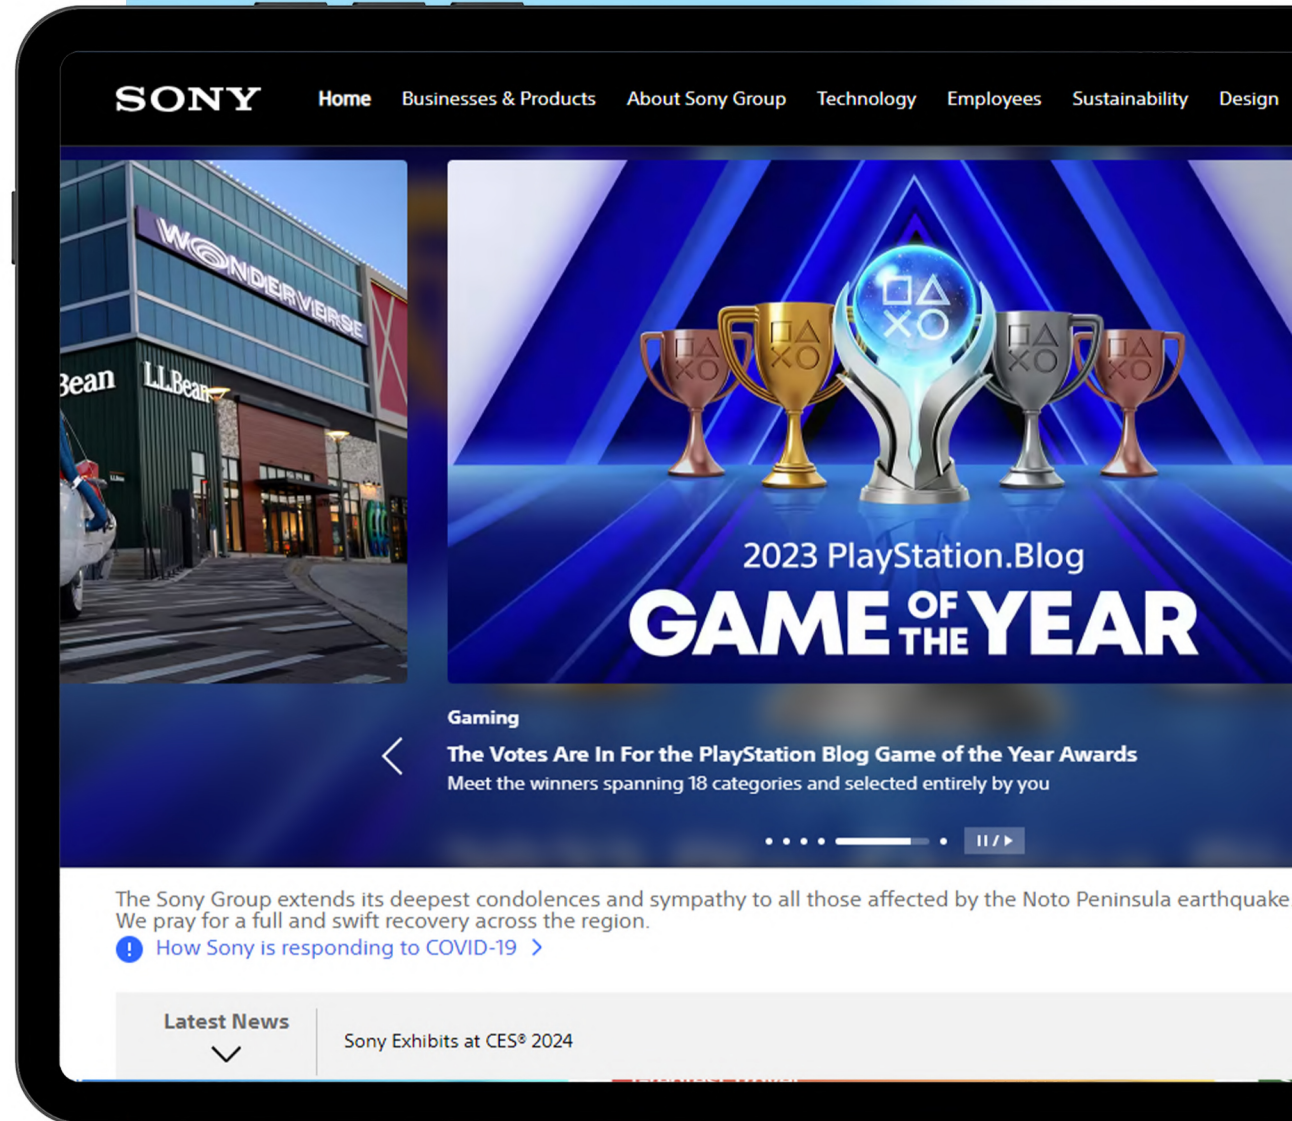 SONY
Home Businesses & Products About Sony Group Technology Employees Sustainability Design
WONDERVERSE
Bean L.L.Bean
2023 PlayStation.Blog
GAME OF THE YEAR
Gaming
The Votes Are In For the PlayStation Blog Game of the Year Awards
Meet the winners spanning 18 categories and selected entirely by you
The Sony Group extends its deepest condolences and sympathy to all those affected by the Noto Peninsula earthquake
We pray for a full and swift recovery across the region.
How Sony is responding to COVID-19
Latest News
Sony Exhibits at CES® 2024